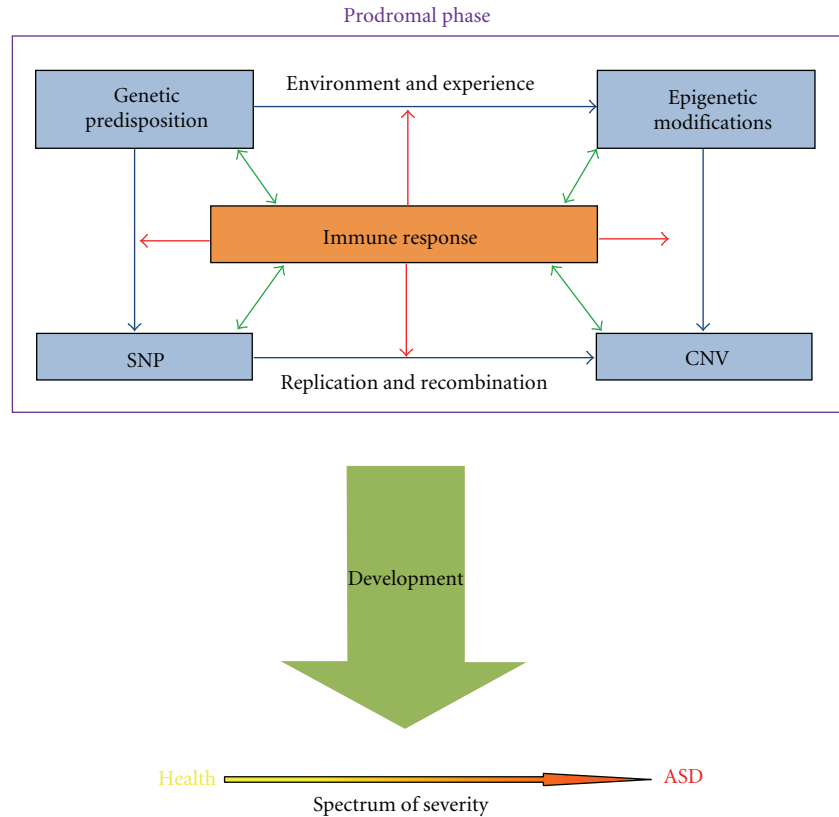 Prodromal phase
Genetic
predisposition
Environment and experience
Epigenetic
modifications
Immune response
SNP
Replication and recombination
CNV
Development
Health
ASD
Spectrum of severity